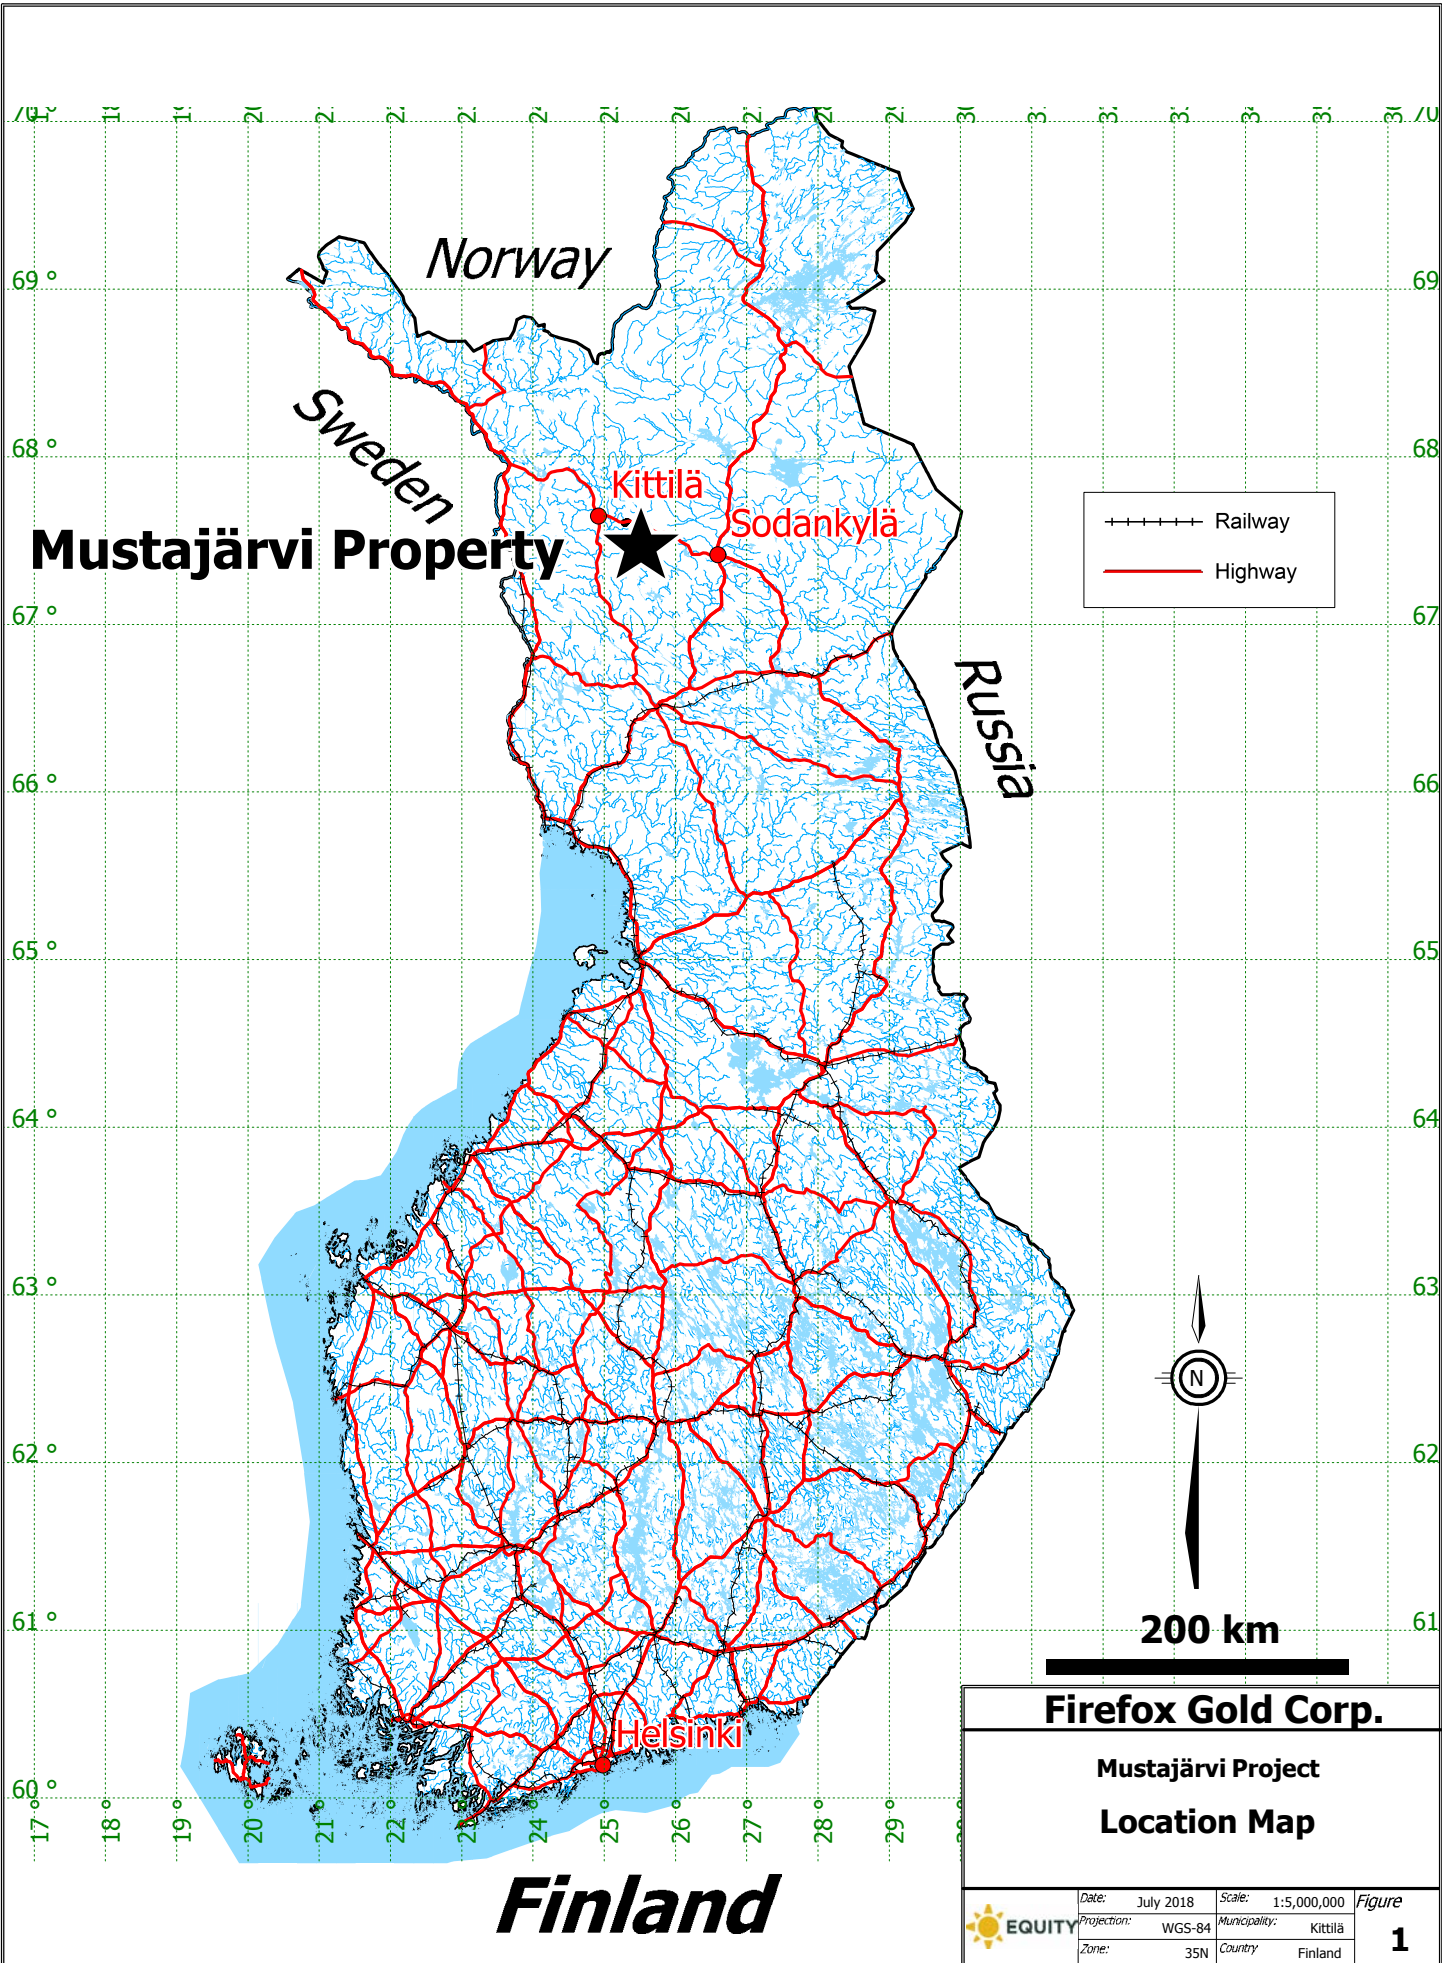 70
70
69°
69
Norway
Sweden
68°
68
Kittilä
Sodankylä
Mustajärvi Property
Railway
Highway
67°
67
Russia
66°
66
65°
65
64°
64
63°
63
N
62°
62
61°
61
200 km
Helsinki
60°
17° 18° 19° 20° 21° 22° 23° 24° 25° 26° 27° 28° 29°
Finland
Firefox Gold Corp.
Mustajärvi Project
Location Map
EQUITY
Date: July 2018 Scale: 1:5,000,000 Figure
Projection: WGS-84 Municipality: Kittilä 1
Zone: 35N Country Finland